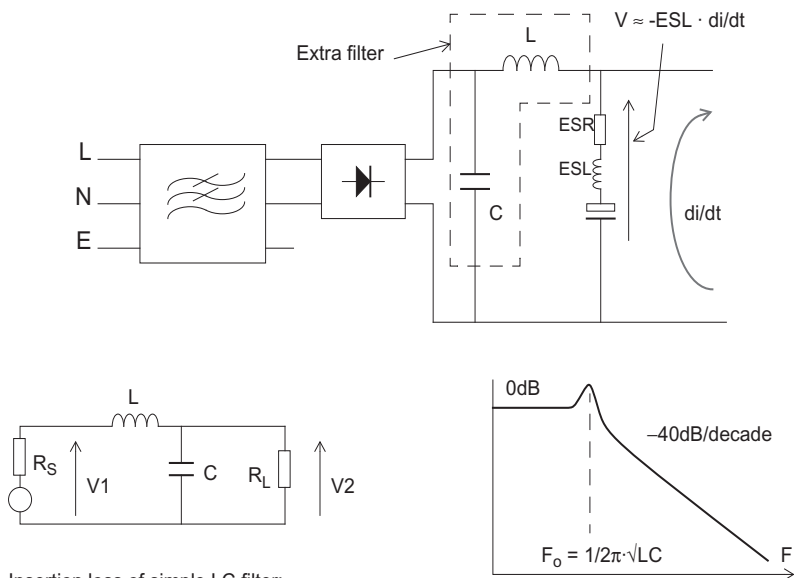 V ≈ -ESL · di/dt
L
Extra filter
ESR
ESL
L
N
C
di/dt
E
L
0dB
–40dB/decade
RS
V1
C
RL
V2
Fo = 1/2π·√LC
F
Insertion loss of simple LC filter: